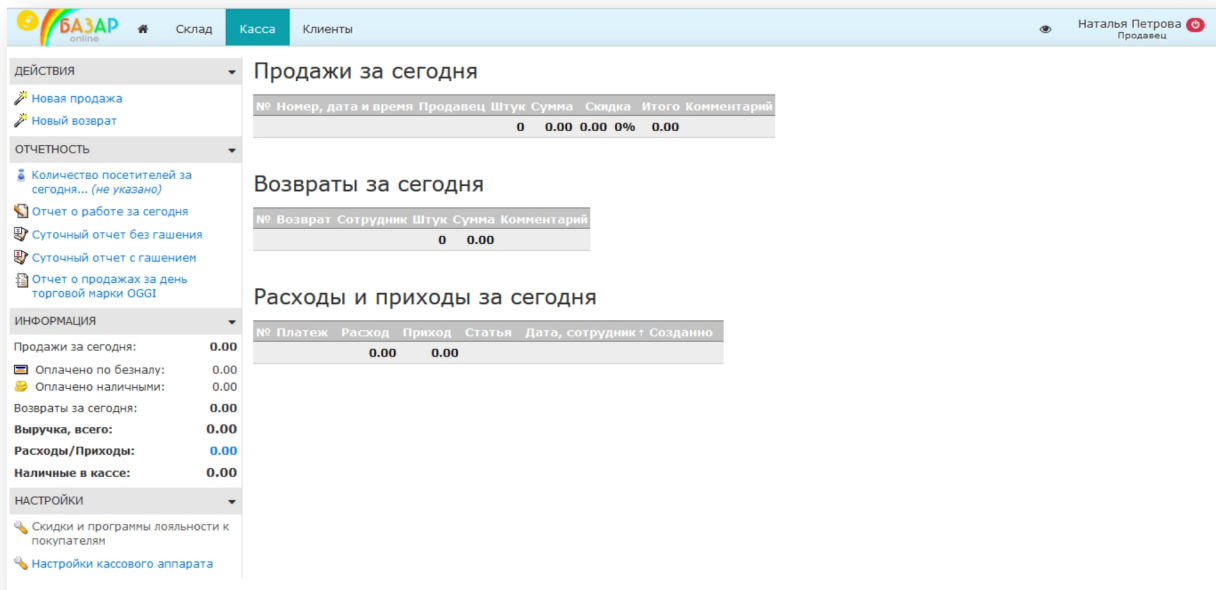 БАЗАР
online
Склад
Касса
Клиенты
Наталья Петрова
Продавец
ДЕЙСТВИЯ
Новая продажа
Новый возврат
ОТЧЕТНОСТЬ
Количество посетителей за
сегодня... (не указано)
Отчет о работе за сегодня
Суточный отчет без гашения
Суточный отчет с гашением
Отчет о продажах за день
торговой марки OGGI
ИНФОРМАЦИЯ
Продажи за сегодня: 0.00
Оплачено по безналу: 0.00
Оплачено наличными: 0.00
Возвраты за сегодня: 0.00
Выручка, всего: 0.00
Расходы/Приходы: 0.00
Наличные в кассе: 0.00
НАСТРОЙКИ
Скидки и программы лояльности к
покупателям
Настройки кассового аппарата
Продажи за сегодня
№ Номер, дата и время Продавец Штук Сумма Скидка Итого Комментарий
0 0.00 0.00 0% 0.00
Возвраты за сегодня
№ Возврат Сотрудник Штук Сумма Комментарий
0 0.00
Расходы и приходы за сегодня
№ Платеж Расход Приход Статья Дата, сотрудник ↑ Созданно
0.00 0.00